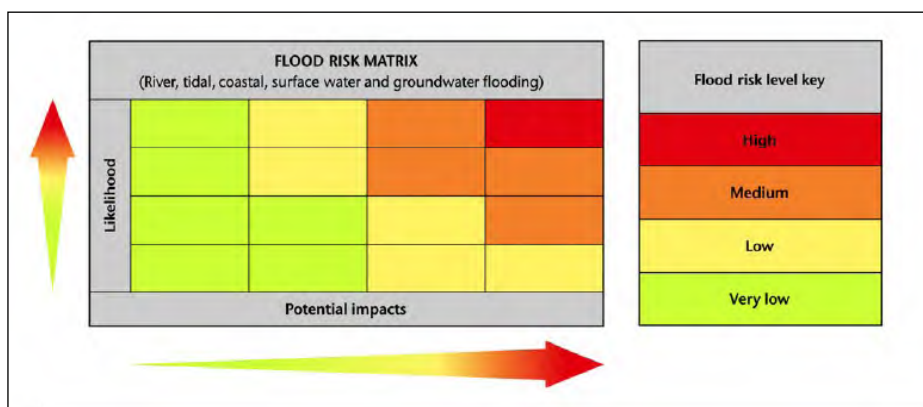 FLOOD RISK MATRIX
(River, tidal, coastal, surface water and groundwater flooding)
Likelihood
Potential impacts
Flood risk level key
High
Medium
Low
Very low